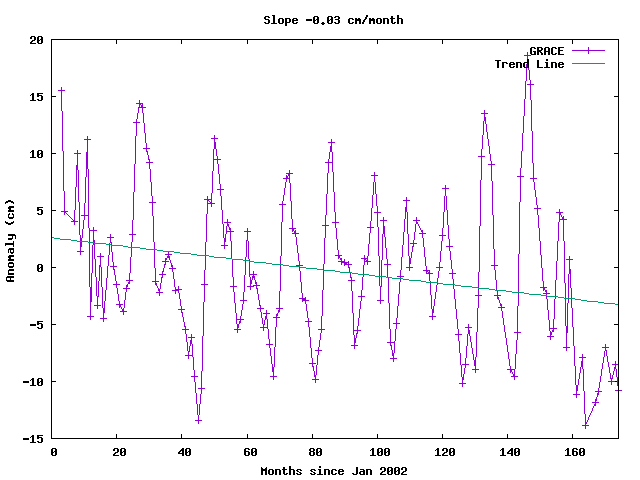 Slope -0.03 cm/month
GRACE
Trend Line
Anomaly (cm)
20
15
10
5
0
-5
-10
-15
0 20 40 60 80 100 120 140 160
Months since Jan 2002